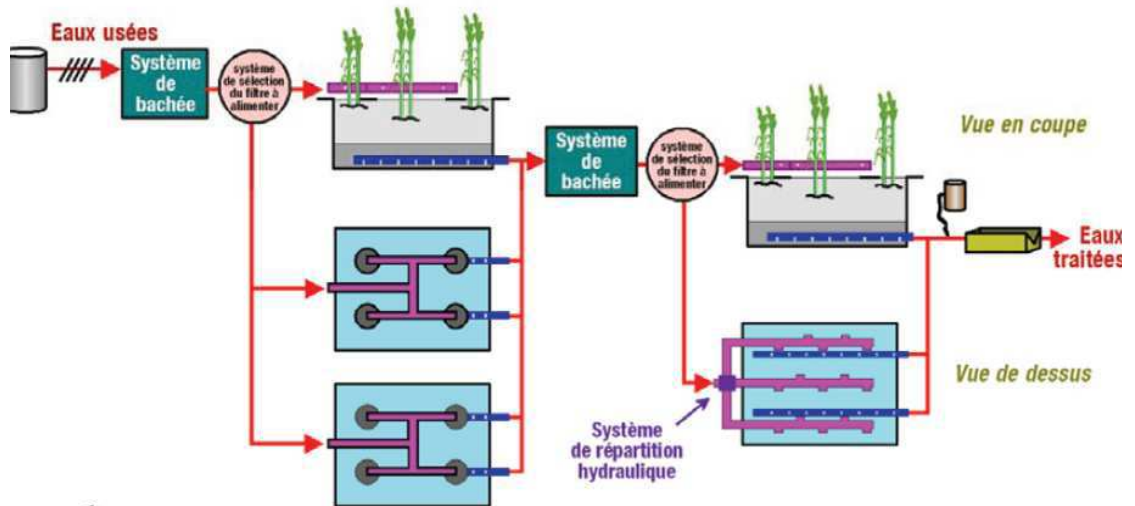 Eaux usées
Système
de
bachée
système
de sélection
du filtre à
alimenter
Système
de
bachée
système
de sélection
du filtre à
alimenter
Vue en coupe
Eaux
traitées
Vue de dessus
Système
de répartition
hydraulique